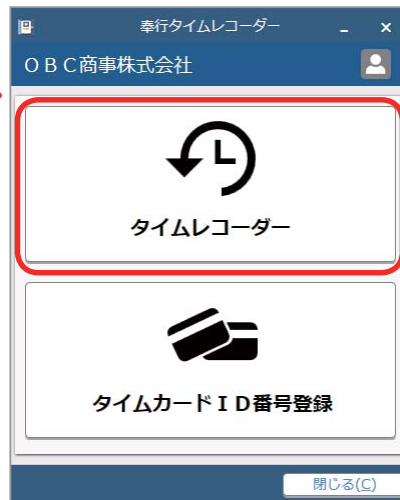 奉行タイムレコーダー
ＯＢＣ商事株式会社
タイムレコーダー
タイムカードＩＤ番号登録
閉じる(C)